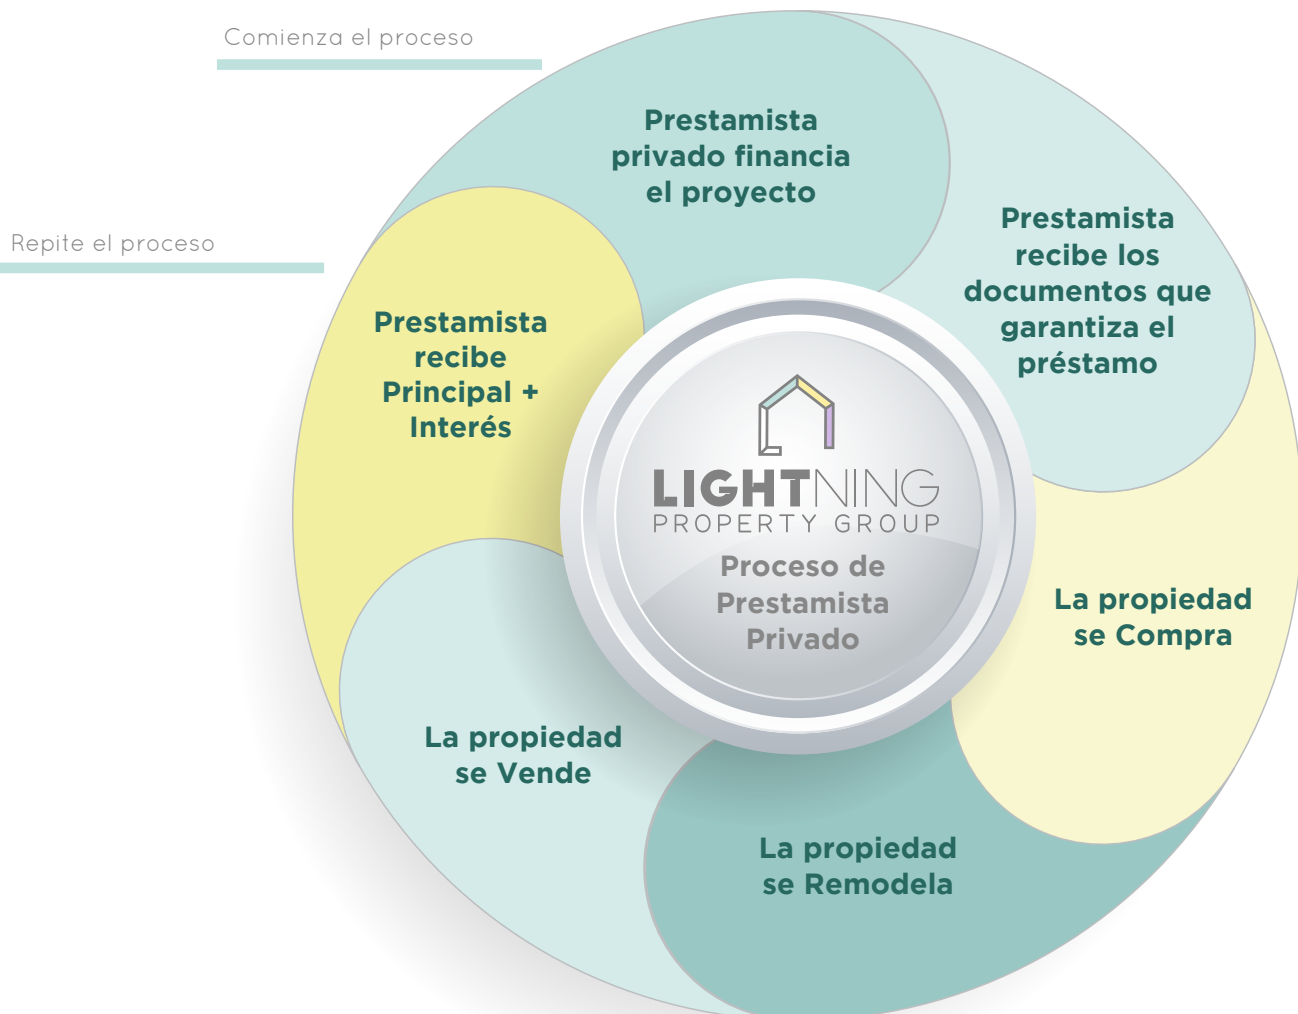 Comienza el proceso
Prestamista
privado financia
el proyecto
Prestamista
recibe los
documentos que
garantiza el
préstamo
La propiedad
se Compra
La propiedad
se Remodela
La propiedad
se Vende
Prestamista
recibe
Principal +
Interés
Repite el proceso
LIGHTNING
PROPERTY GROUP
Proceso de
Prestamista
Privado